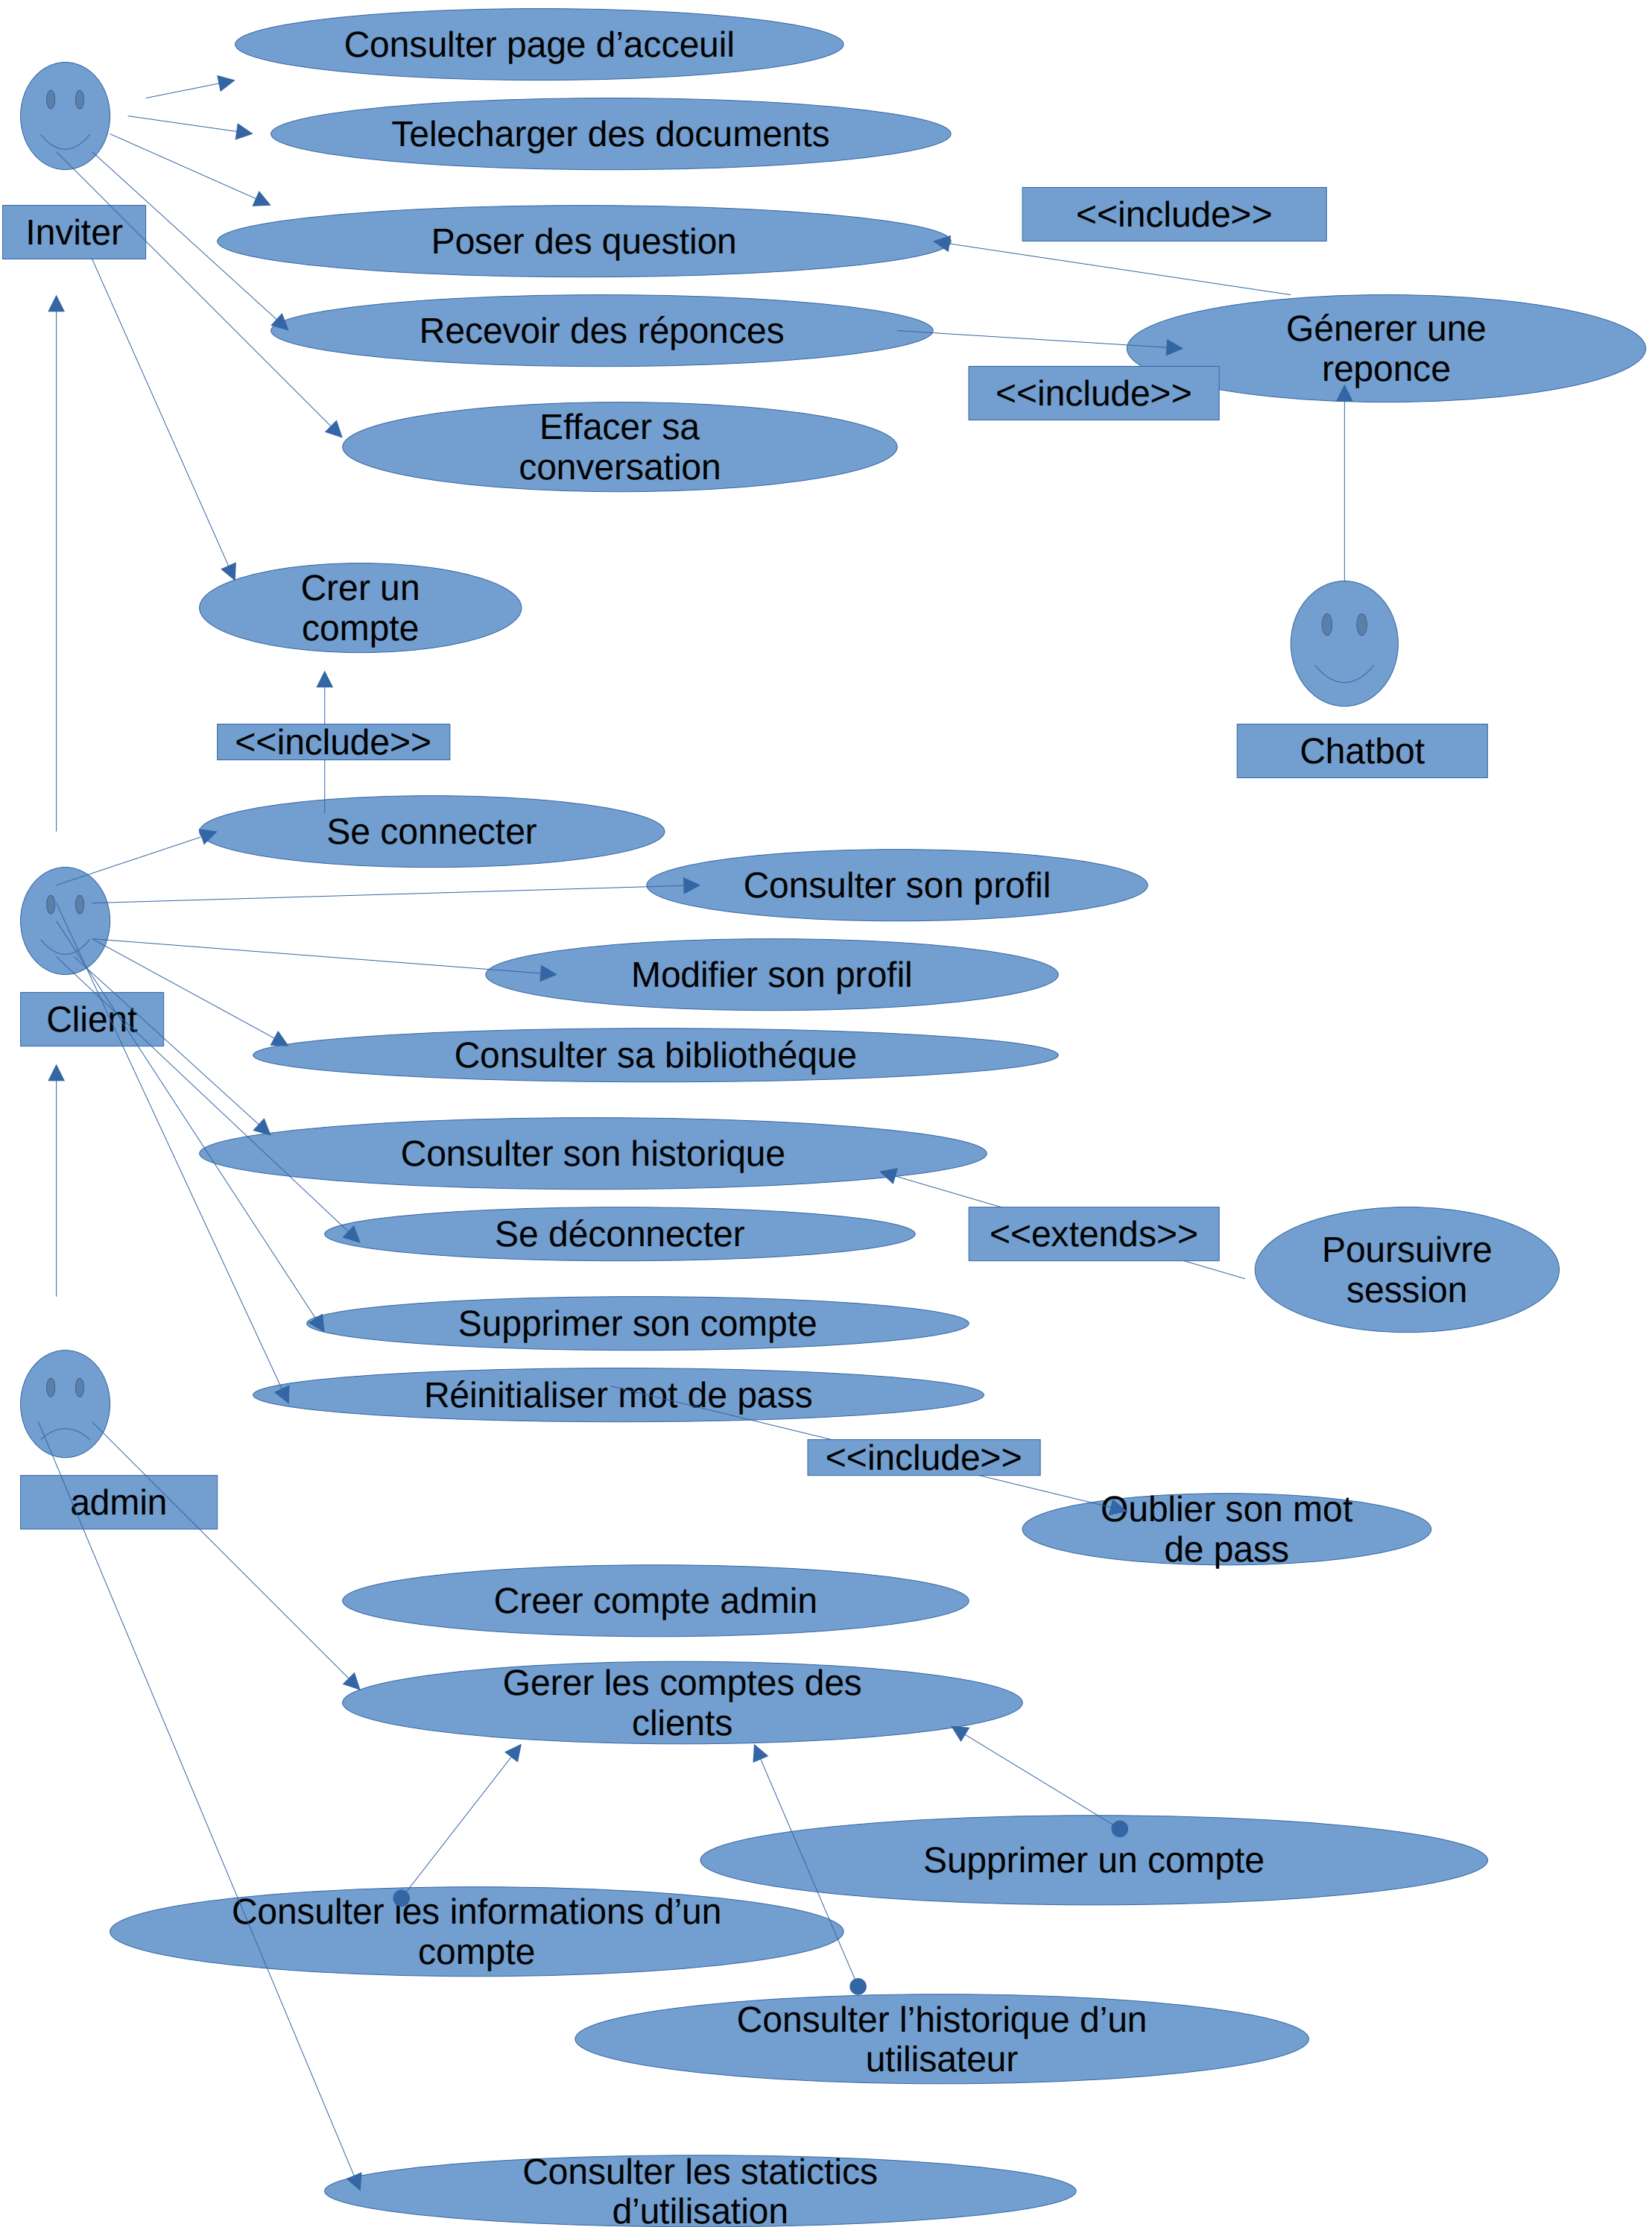 Consulter page d’acceuil
Telecharger des documents
<<include>>
Inviter
Poser des question
Recevoir des réponces
Génerer une
reponce
<<include>>
Effacer sa
conversation
Crer un
compte
<<include>>
Chatbot
Se connecter
Consulter son profil
Modifier son profil
Client
Consulter sa bibliothéque
Consulter son historique
Se déconnecter
<<extends>>
Poursuivre
session
Supprimer son compte
Réinitialiser mot de pass
<<include>>
admin
Oublier son mot
de pass
Creer compte admin
Gerer les comptes des
clients
Supprimer un compte
Consulter les informations d’un
compte
Consulter l’historique d’un
utilisateur
Consulter les statictics
d’utilisation